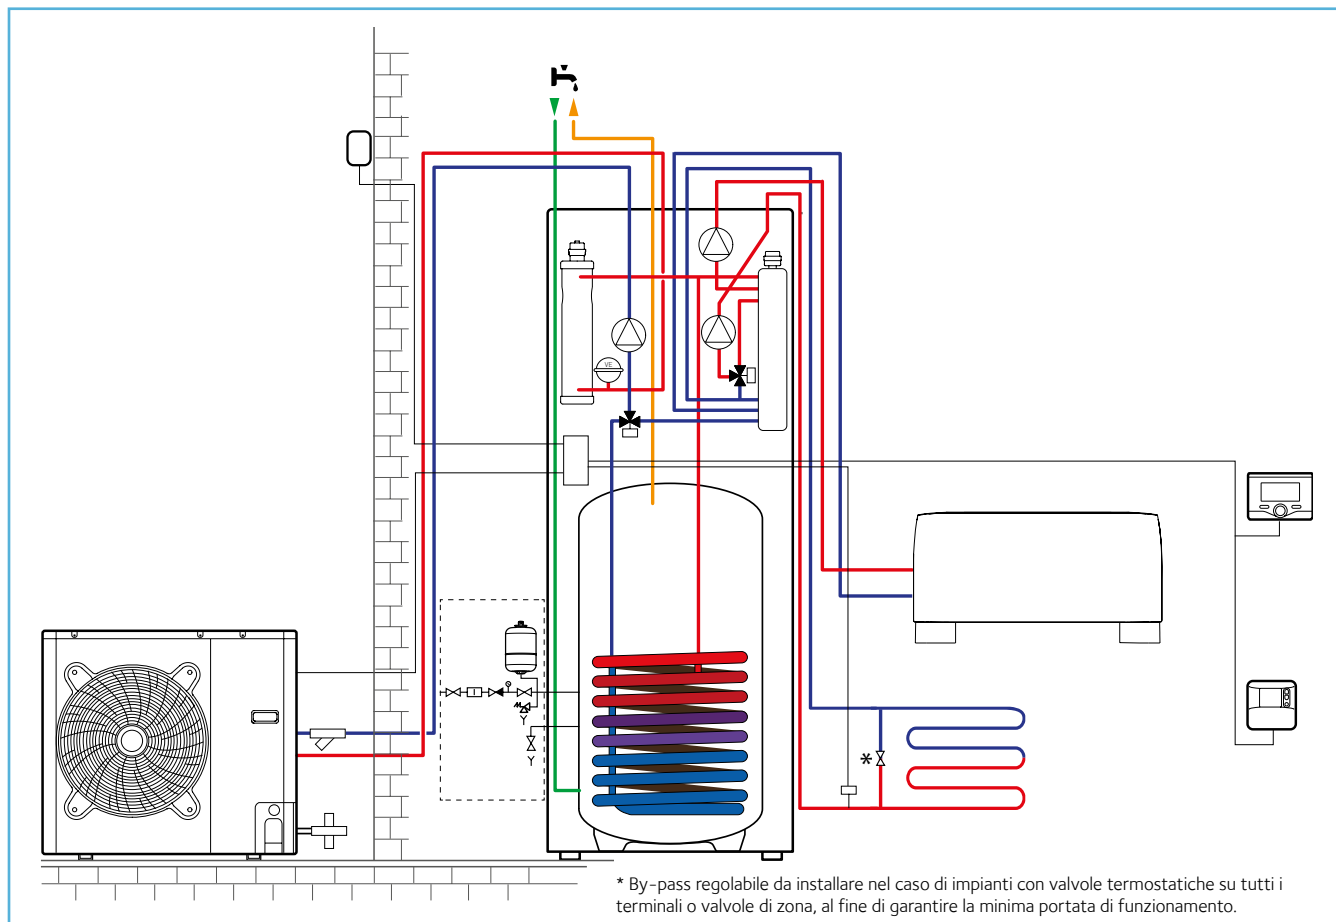 VE
*
* By-pass regolabile da installare nel caso di impianti con valvole termostatiche su tutti i
terminali o valvole di zona, al fine di garantire la minima portata di funzionamento.